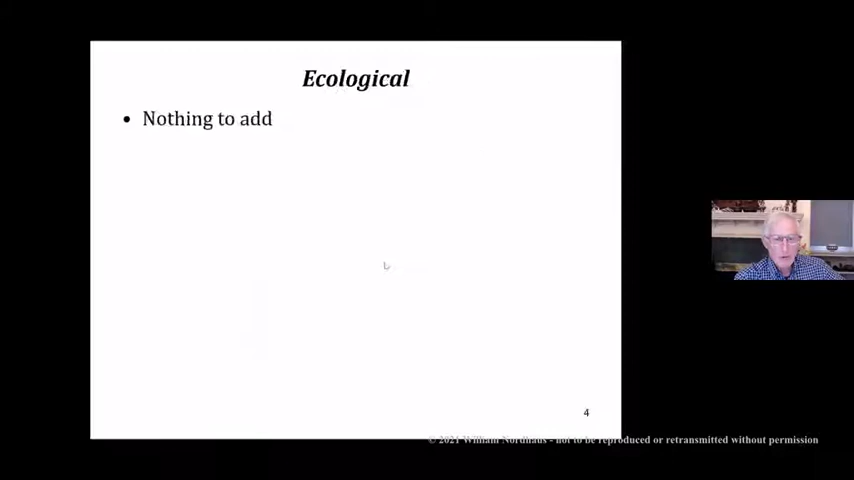 Ecological
• Nothing to add
4
© 2021 William Nordhaus - not to be reproduced or retransmitted without permission